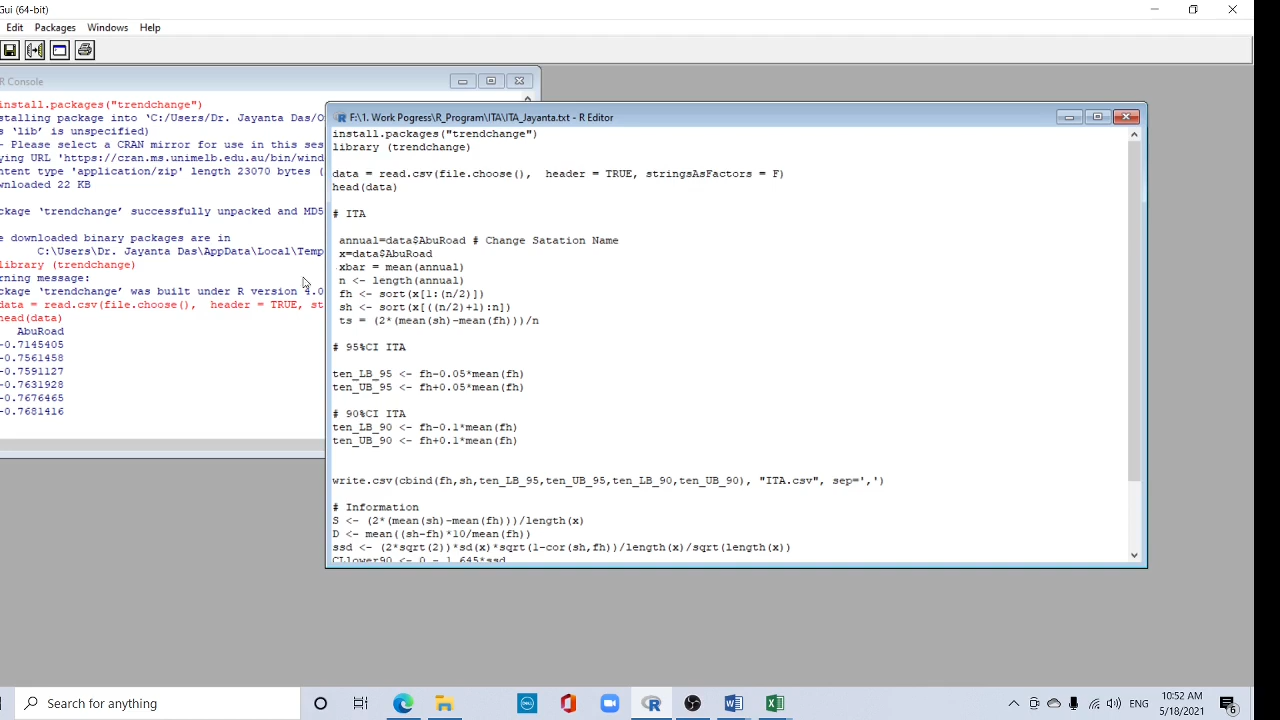 Gui (64-bit)
Edit Packages Windows Help
R Console
install.packages("trendchange")
stalling package into ‘C:/Users/Dr. Jayanta Das/O
s ‘lib’ is unspecified)
- Please select a CRAN mirror for use in this ses
ying URL 'https://cran.ms.unimelb.edu.au/bin/wind
ntent type 'application/zip' length 23070 bytes (
wnloaded 22 KB
ckage ‘trendchange’ successfully unpacked and MD5
e downloaded binary packages are in
C:\Users\Dr. Jayanta Das\AppData\Local\Temp
library (trendchange)
rning message:
ckage ‘trendchange’ was built under R version 4.0
data = read.csv(file.choose(), header = TRUE, st
head(data)
AbuRoad
-0.7145405
-0.7561458
-0.7591127
-0.7631928
-0.7676465
-0.7681416
F:\1. Work Pogress\R_Program\ITA\ITA_Jayanta.txt - R Editor
install.packages("trendchange")
library (trendchange)
data = read.csv(file.choose(), header = TRUE, stringsAsFactors = F)
head(data)
# ITA
annual=data$AbuRoad # Change Satation Name
x=data$AbuRoad
xbar = mean(annual)
n <- length(annual)
fh <- sort(x[1:(n/2)])
sh <- sort(x[((n/2)+1):n])
ts = (2*(mean(sh)-mean(fh)))/n
# 95%CI ITA
ten_LB_95 <- fh-0.05*mean(fh)
ten_UB_95 <- fh+0.05*mean(fh)
# 90%CI ITA
ten_LB_90 <- fh-0.1*mean(fh)
ten_UB_90 <- fh+0.1*mean(fh)
write.csv(cbind(fh,sh,ten_LB_95,ten_UB_95,ten_LB_90,ten_UB_90), "ITA.csv", sep=',')
# Information
S <- (2*(mean(sh)-mean(fh)))/length(x)
D <- mean((sh-fh)*10/mean(fh))
ssd <- (2*sqrt(2))*sd(x)*sqrt(1-cor(sh,fh))/length(x)/sqrt(length(x))
CLlower90 <- 0 - 1.645*ssd
Search for anything
DELL
ENG
10:52 AM
5/18/2021
6